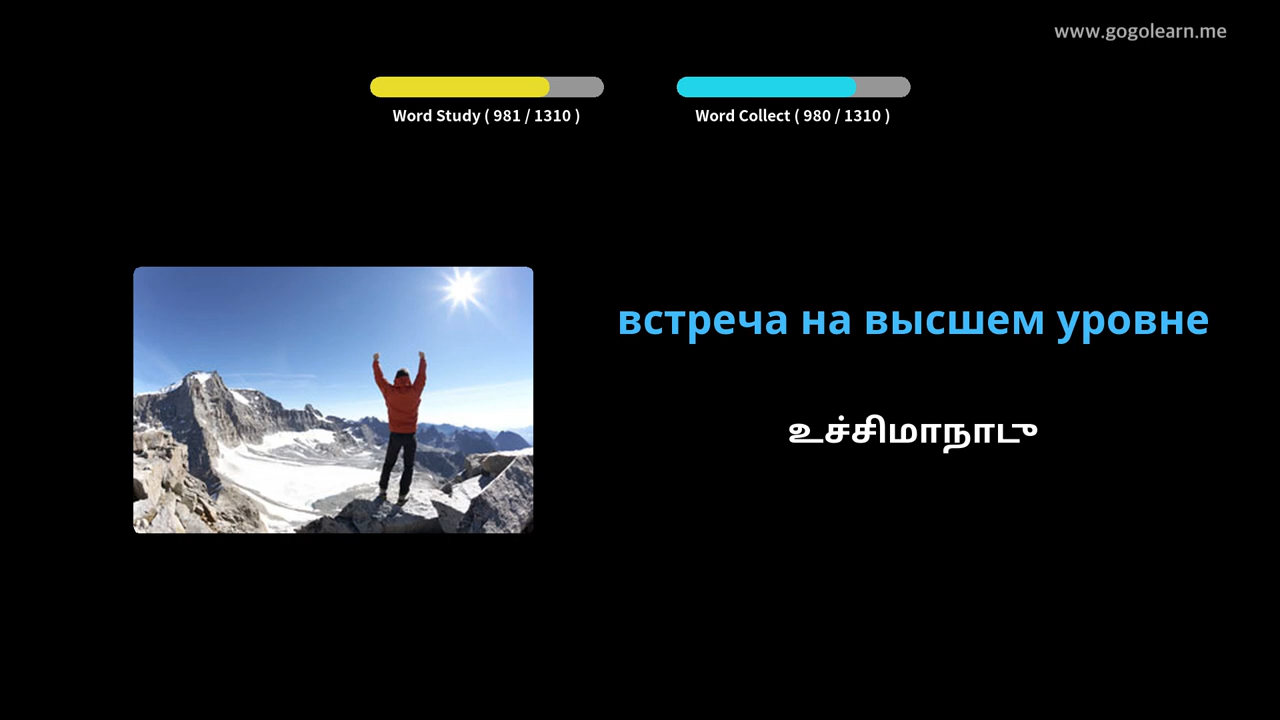 www.gogolearn.me
Word Study ( 981 / 1310 )
Word Collect ( 980 / 1310 )
встреча на высшем уровне
உச்சிமாநாடு